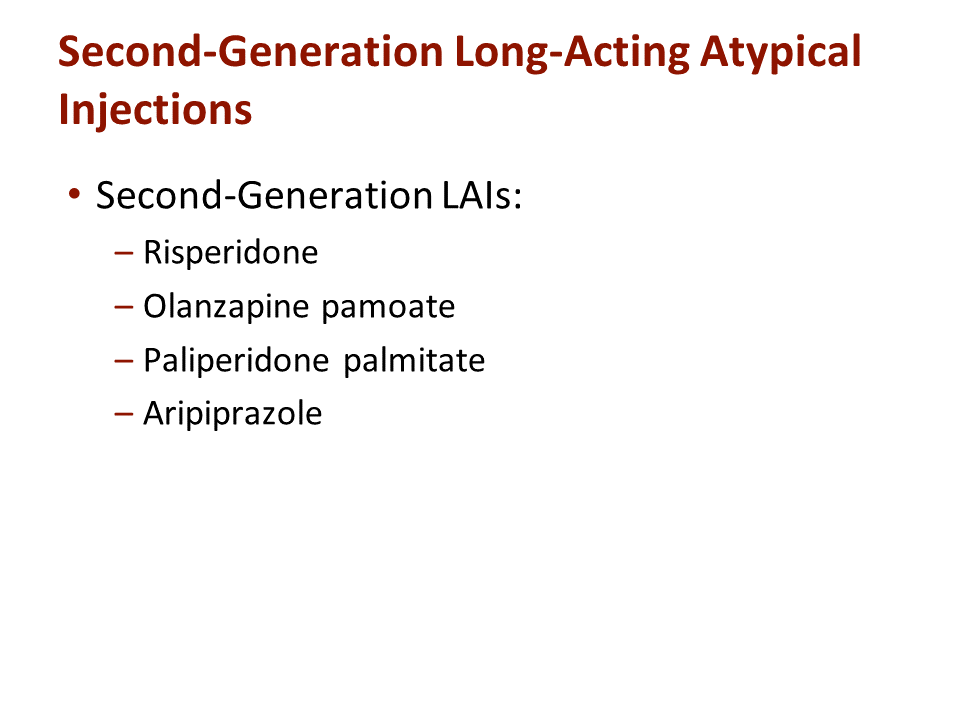 Second-Generation Long-Acting Atypical
Injections
• Second-Generation LAIs:
– Risperidone
– Olanzapine pamoate
– Paliperidone palmitate
– Aripiprazole